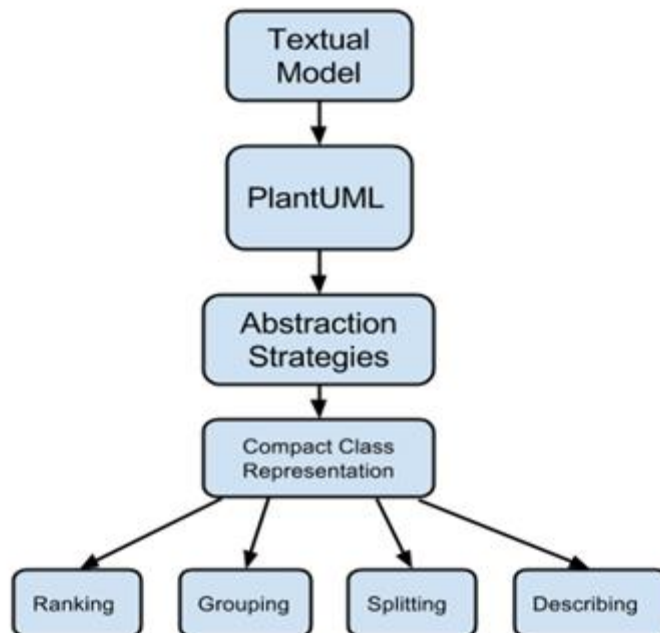 Textual
Model
PlantUML
Abstraction
Strategies
Compact Class
Representation
Ranking
Grouping
Splitting
Describing